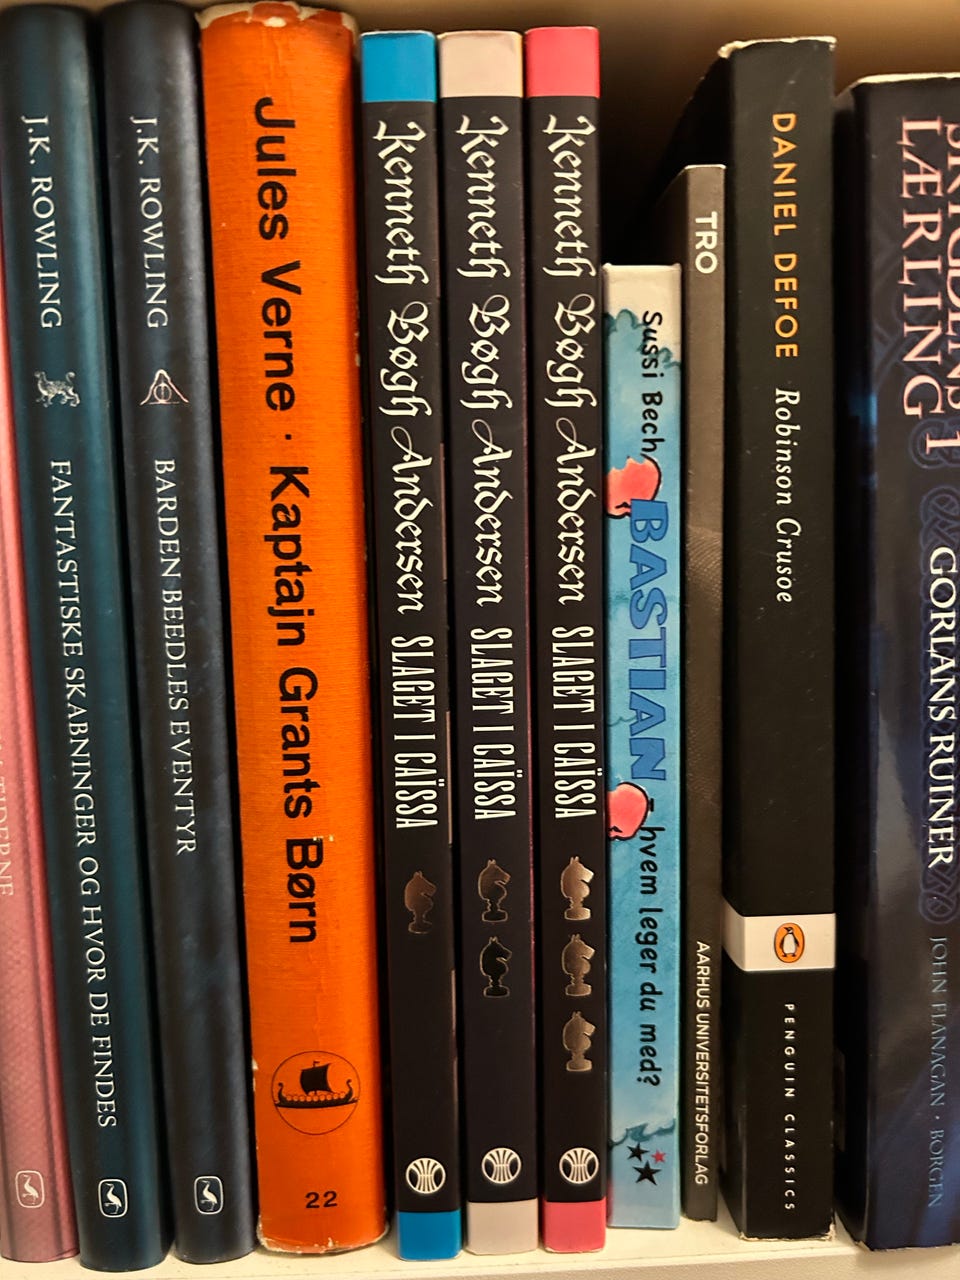 TIDERNE
J.K. ROWLING FANTASTISKE SKABNINGER OG HVOR DE FINDES
J.K. ROWLING BARDEN BEEDLES EVENTYR
Jules Verne · Kaptajn Grants Børn
22
Kenneth Bøgh Andersen SLAGET I CAÏSSA
Kenneth Bøgh Andersen SLAGET I CAÏSSA
Kenneth Bøgh Andersen SLAGET I CAÏSSA
Sussi Bech BASTIAN - hvem leger du med?
TRO AARHUS UNIVERSITETSFORLAG
DANIEL DEFOE Robinson Crusoe
PENGUIN CLASSICS
LÆRLING 1
GORLANS RUINER
JOHN FLANAGAN · BORGEN